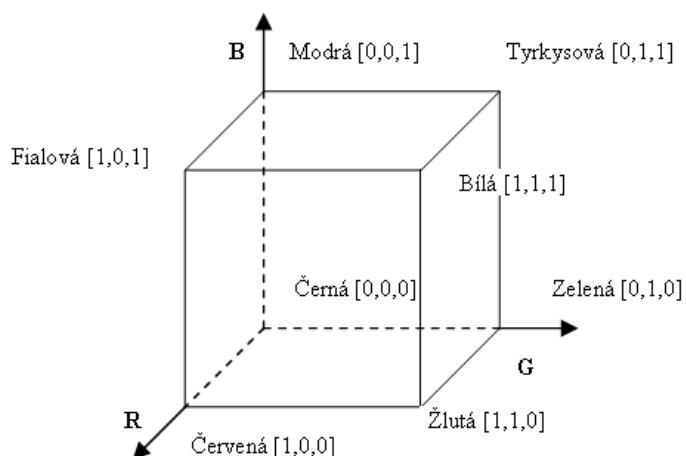 B
Modrá [0,0,1]
Tyrkysová [0,1,1]
Fialová [1,0,1]
Bílá [1,1,1]
Černá [0,0,0]
Zelená [0,1,0]
G
R
Žlutá [1,1,0]
Červená [1,0,0]